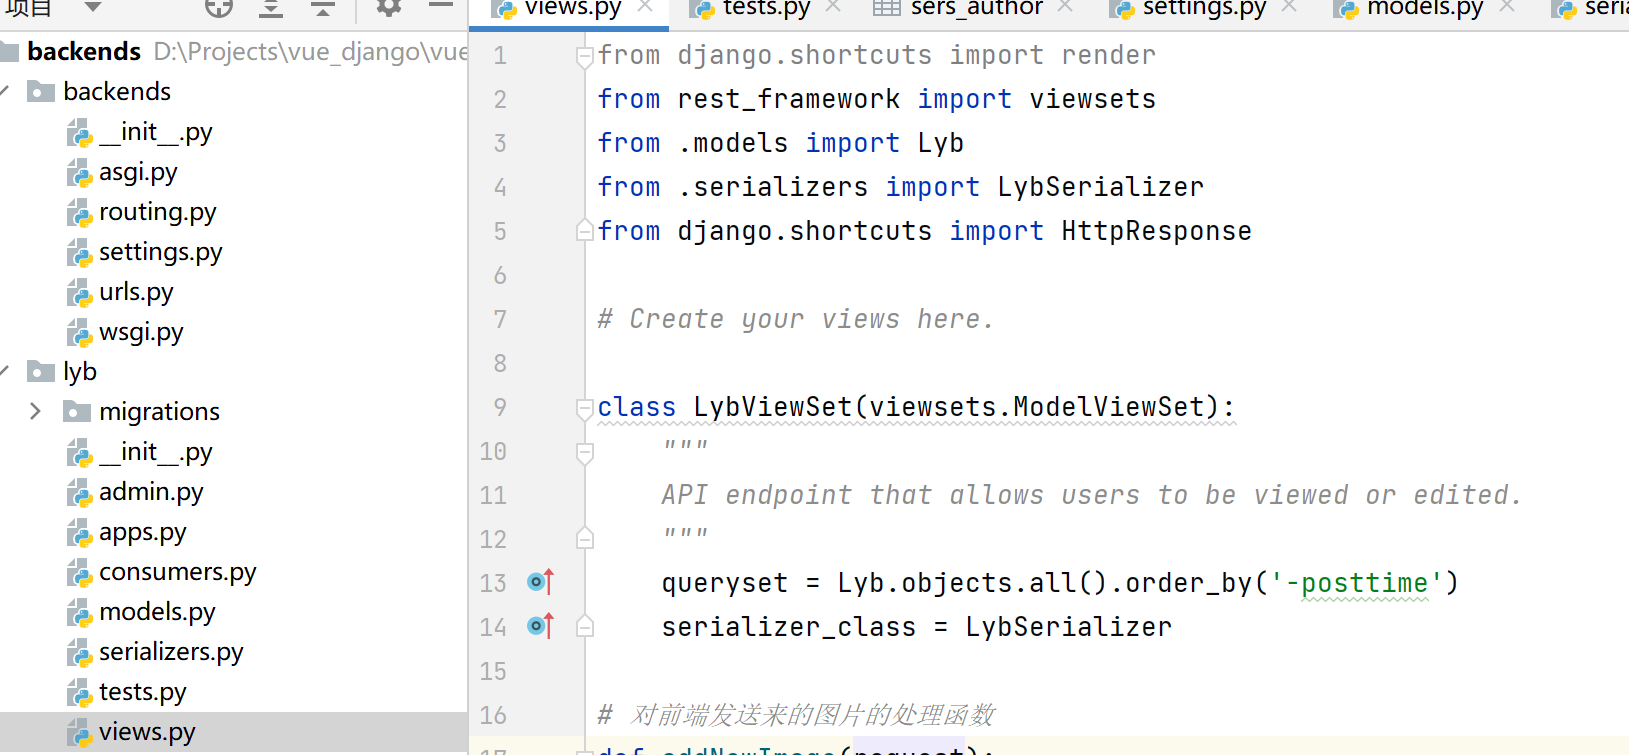 项目
views.py
tests.py
sers_author
settings.py
models.py
backends D:\Projects\vue_django\vue
backends
__init__.py
asgi.py
routing.py
settings.py
urls.py
wsgi.py
lyb
migrations
__init__.py
admin.py
apps.py
consumers.py
models.py
serializers.py
tests.py
views.py
1 from django.shortcuts import render
2 from rest_framework import viewsets
3 from .models import Lyb
4 from .serializers import LybSerializer
5 from django.shortcuts import HttpResponse
6
7 # Create your views here.
8
9 class LybViewSet(viewsets.ModelViewSet):
10 """
11 API endpoint that allows users to be viewed or edited.
12 """
13 queryset = Lyb.objects.all().order_by('-posttime')
14 serializer_class = LybSerializer
15
16 # 对前端发送来的图片的处理函数
17 def addNewImage(request):